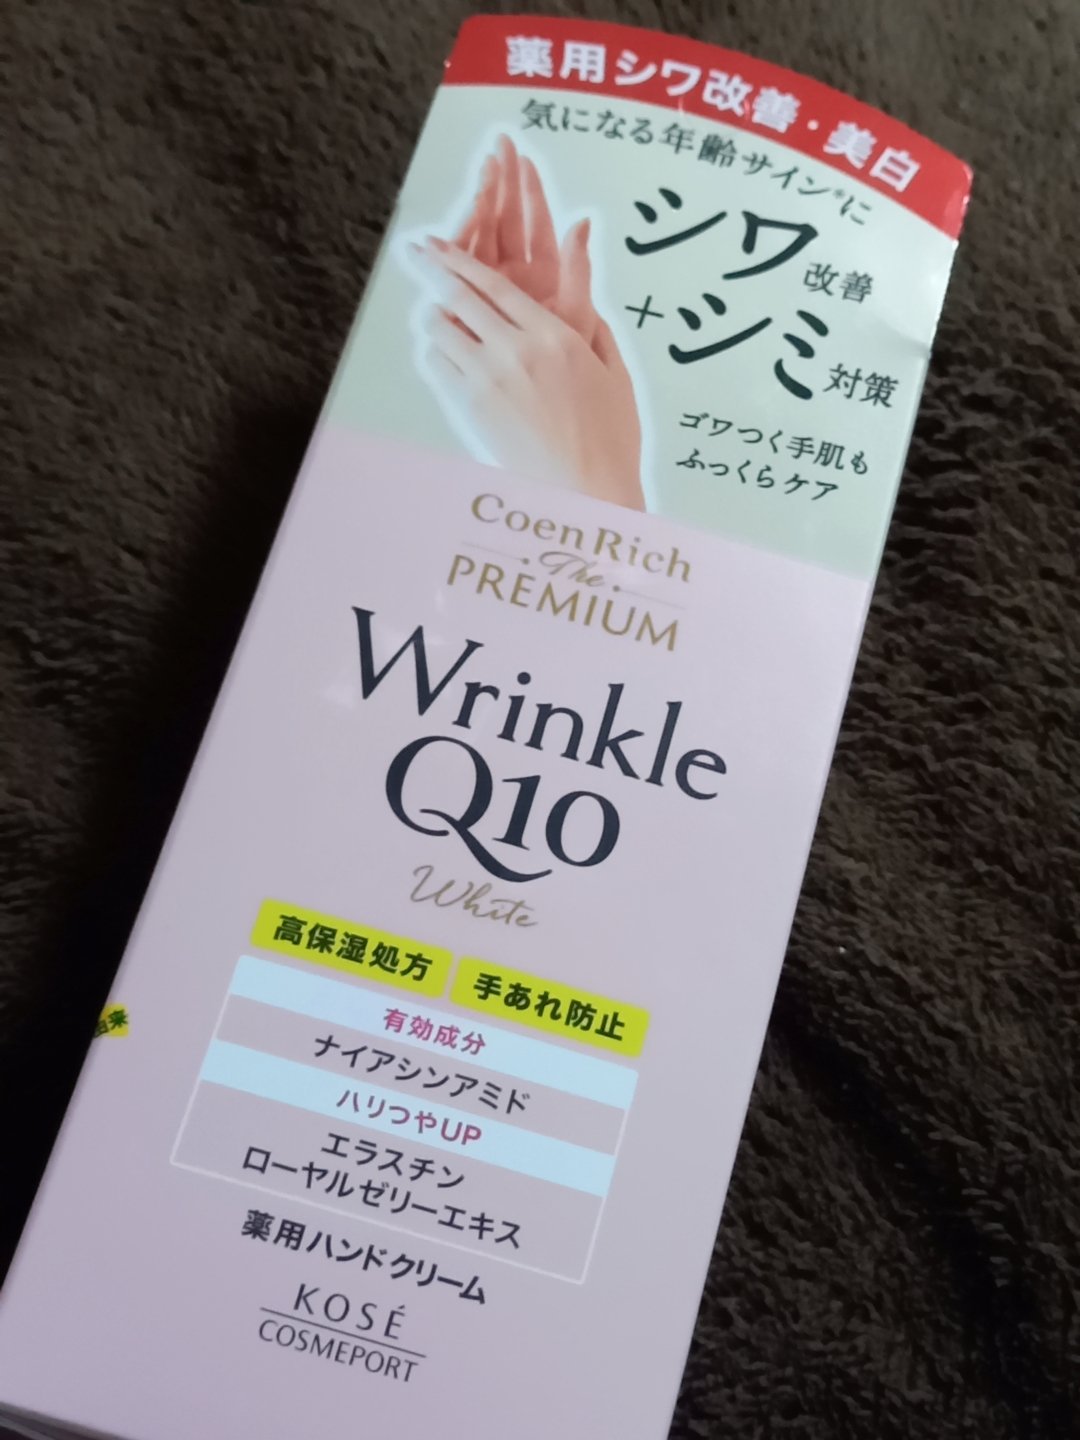 薬用シワ改善・美白
気になる年齢サイン*に
シワ改善
+シミ対策
ゴワつく手肌も
ふっくらケア
Coen Rich
The
PREMIUM
Wrinkle
Q10
White
高保湿処方 手あれ防止
有効成分
ナイアシンアミド
ハリつやUP
エラスチン
ローヤルゼリーエキス
薬用ハンドクリーム
KOSÉ
COSMEPORT
由来